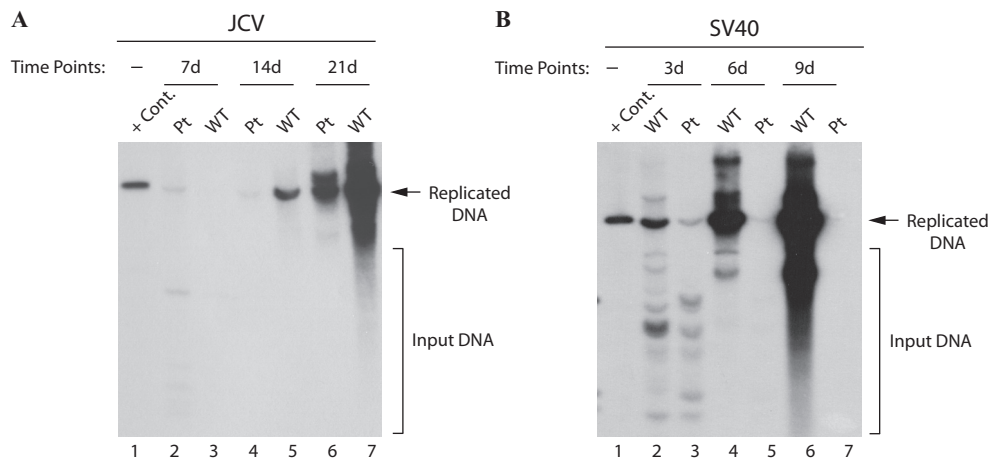 A
JCV
Time Points: – 7d 14d 21d
+ Cont. Pt WT Pt WT Pt WT
Replicated
DNA
Input DNA
1 2 3 4 5 6 7
B
SV40
Time Points: – 3d 6d 9d
+ Cont. WT Pt WT Pt WT Pt
Replicated
DNA
Input DNA
1 2 3 4 5 6 7